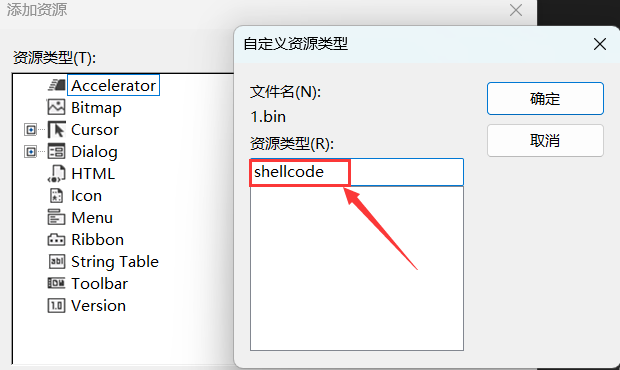 添加资源
资源类型(T):
Accelerator
Bitmap
Cursor
Dialog
HTML
Icon
Menu
Ribbon
String Table
Toolbar
Version
自定义资源类型
文件名(N):
1.bin
资源类型(R):
shellcode
确定
取消